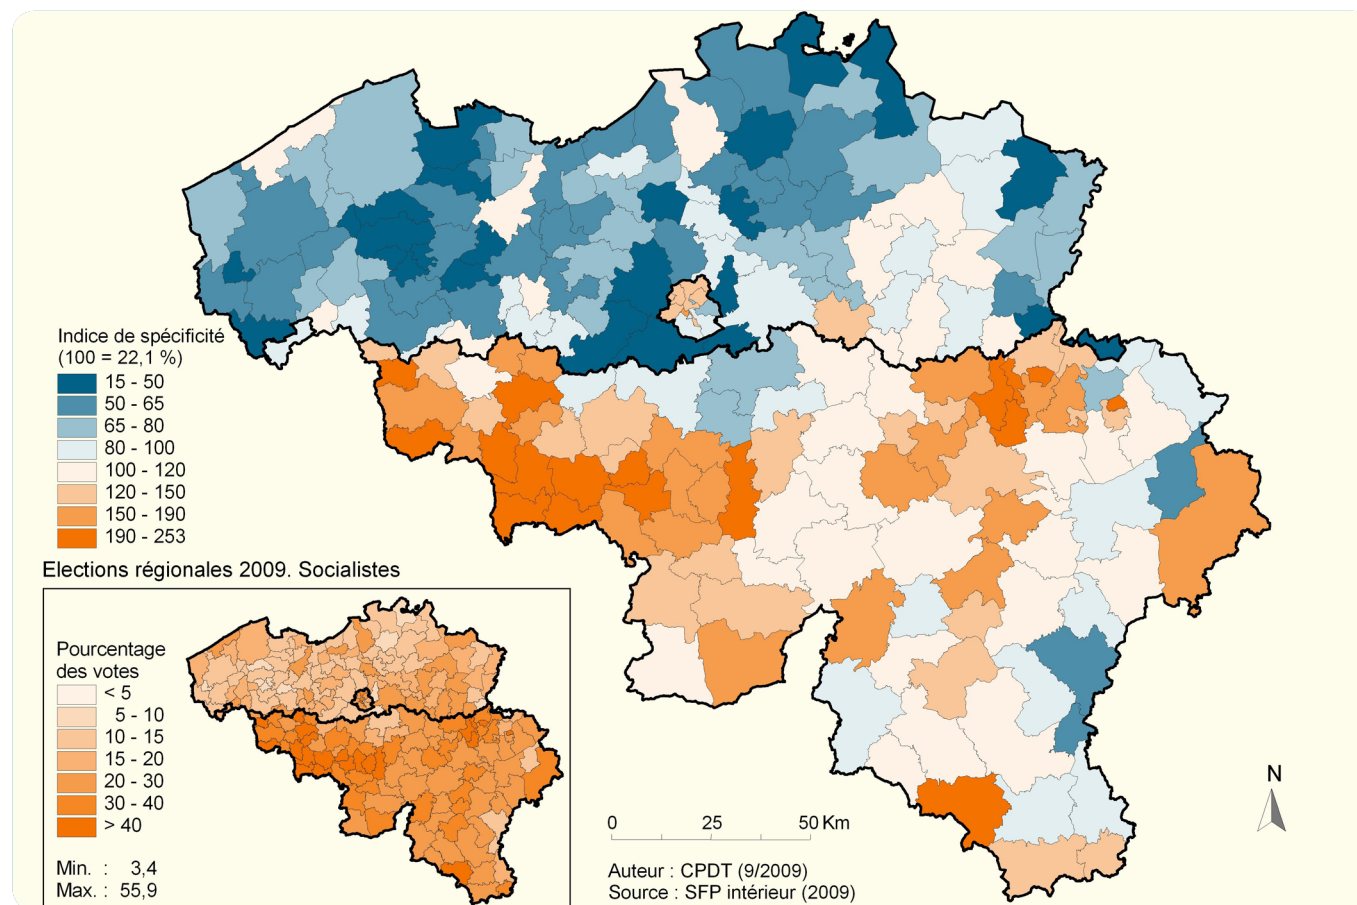 Indice de spécificité
(100 = 22,1 %)
15 - 50
50 - 65
65 - 80
80 - 100
100 - 120
120 - 150
150 - 190
190 - 253
Elections régionales 2009. Socialistes
Pourcentage
des votes
< 5
5 - 10
10 - 15
15 - 20
20 - 30
30 - 40
> 40
Min. : 3,4
Max. : 55,9
0 25 50 Km
Auteur : CPDT (9/2009)
Source : SFP intérieur (2009)
N